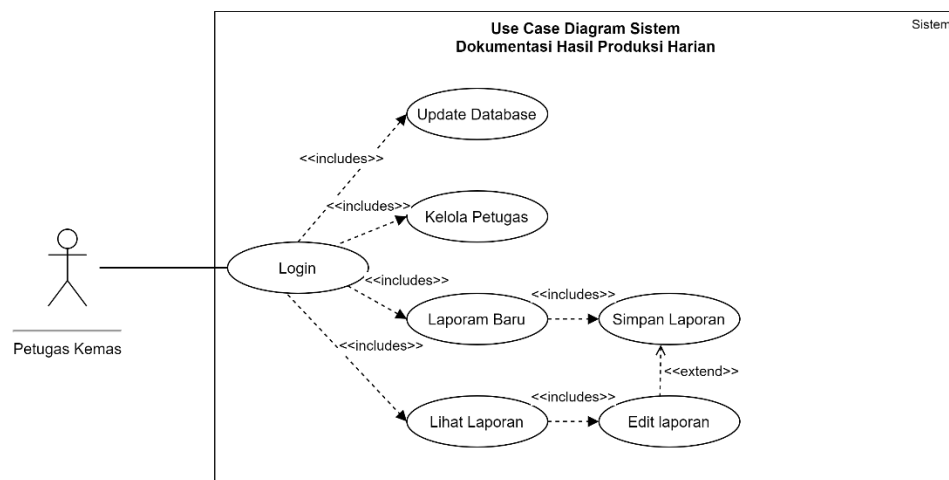 Use Case Diagram Sistem
Dokumentasi Hasil Produksi Harian
Sistem
Update Database
<<includes>>
<<includes>>
Kelola Petugas
Login
<<includes>>
<<includes>>
Laporam Baru
Simpan Laporan
Petugas Kemas
<<includes>>
<<extend>>
<<includes>>
Lihat Laporan
Edit laporan